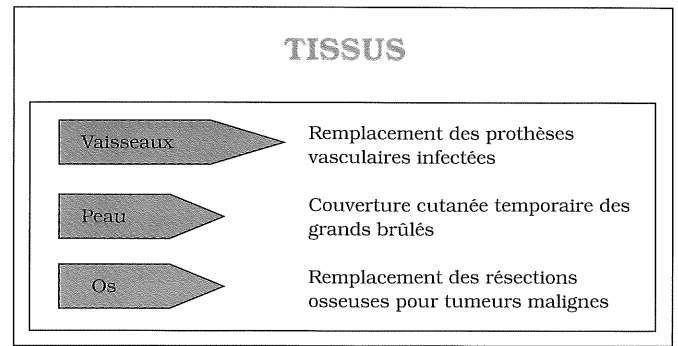 TISSUS
Vaisseaux
Remplacement des prothèses
vasculaires infectées
Peau
Couverture cutanée temporaire des
grands brûlés
Os
Remplacement des résections
osseuses pour tumeurs malignes